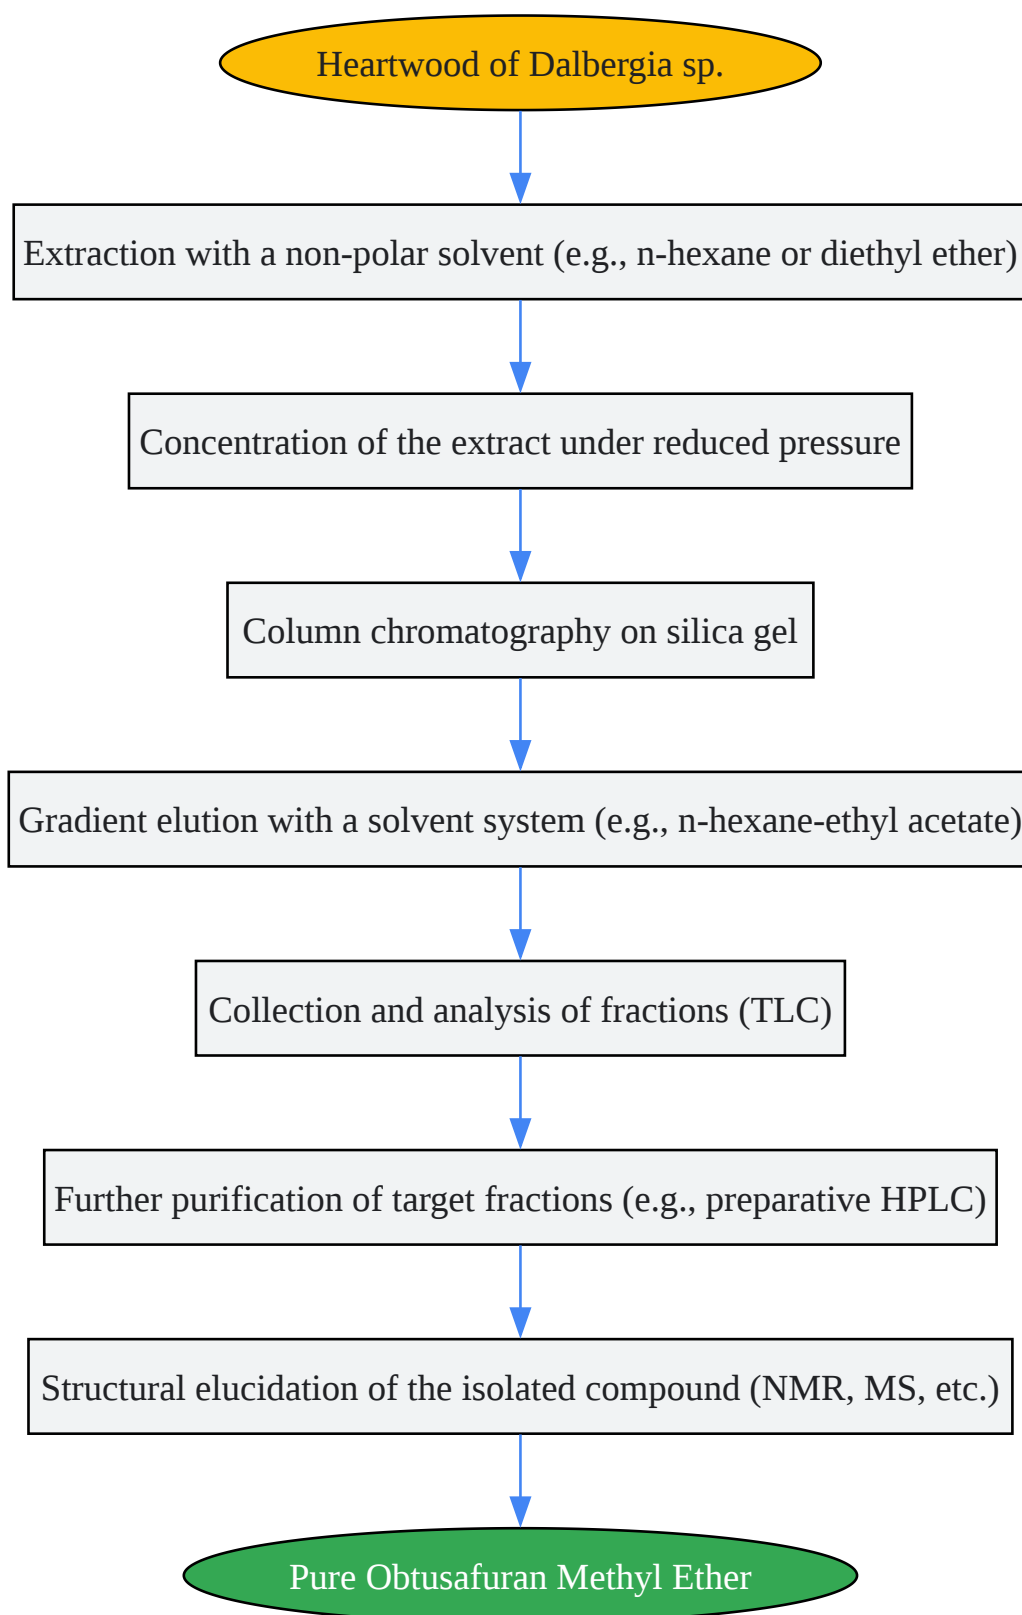 Heartwood of Dalbergia sp.
Extraction with a non-polar solvent (e.g., n-hexane or diethyl ether)
Concentration of the extract under reduced pressure
Column chromatography on silica gel
Gradient elution with a solvent system (e.g., n-hexane-ethyl acetate)
Collection and analysis of fractions (TLC)
Further purification of target fractions (e.g., preparative HPLC)
Structural elucidation of the isolated compound (NMR, MS, etc.)
Pure Obtusafuran Methyl Ether